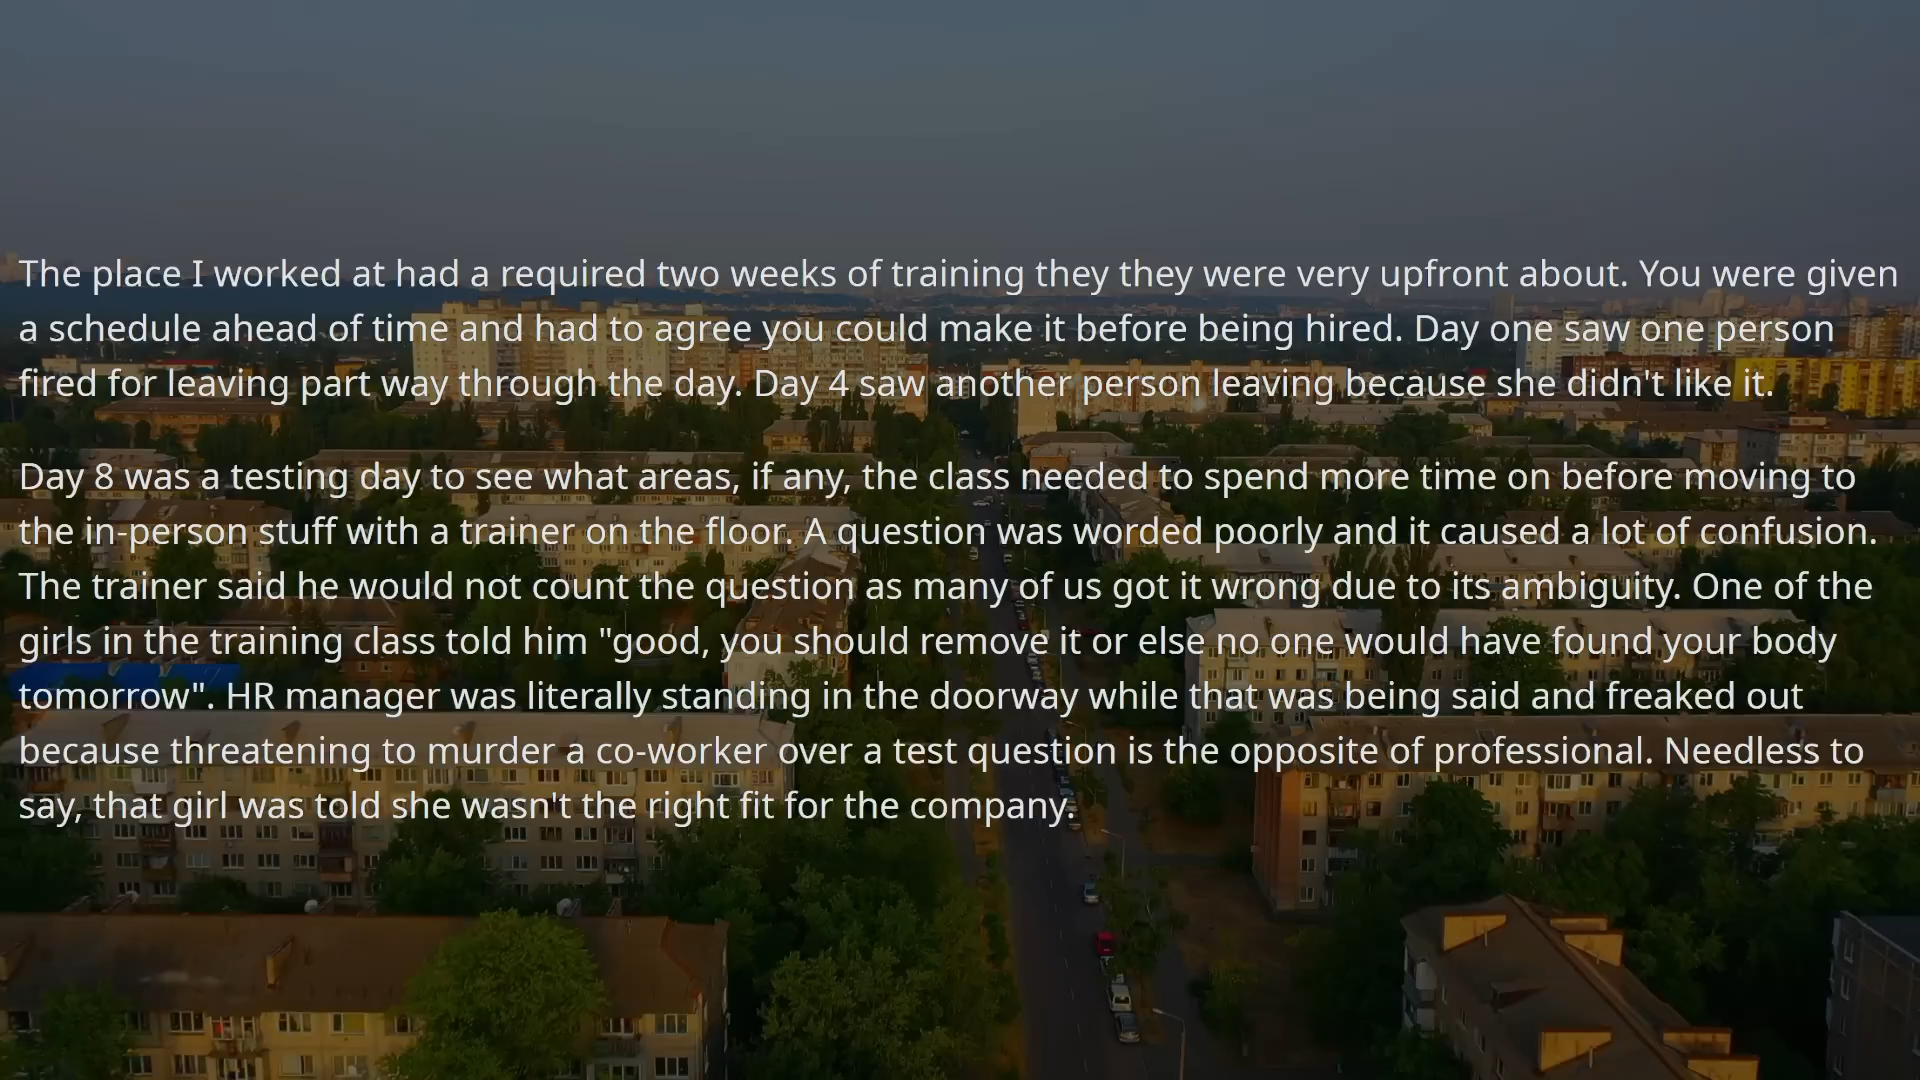 The place I worked at had a required two weeks of training they they were very upfront about. You were given
a schedule ahead of time and had to agree you could make it before being hired. Day one saw one person
fired for leaving part way through the day. Day 4 saw another person leaving because she didn't like it.
Day 8 was a testing day to see what areas, if any, the class needed to spend more time on before moving to
the in-person stuff with a trainer on the floor. A question was worded poorly and it caused a lot of confusion.
The trainer said he would not count the question as many of us got it wrong due to its ambiguity. One of the
girls in the training class told him "good, you should remove it or else no one would have found your body
tomorrow". HR manager was literally standing in the doorway while that was being said and freaked out
because threatening to murder a co-worker over a test question is the opposite of professional. Needless to
say, that girl was told she wasn't the right fit for the company.